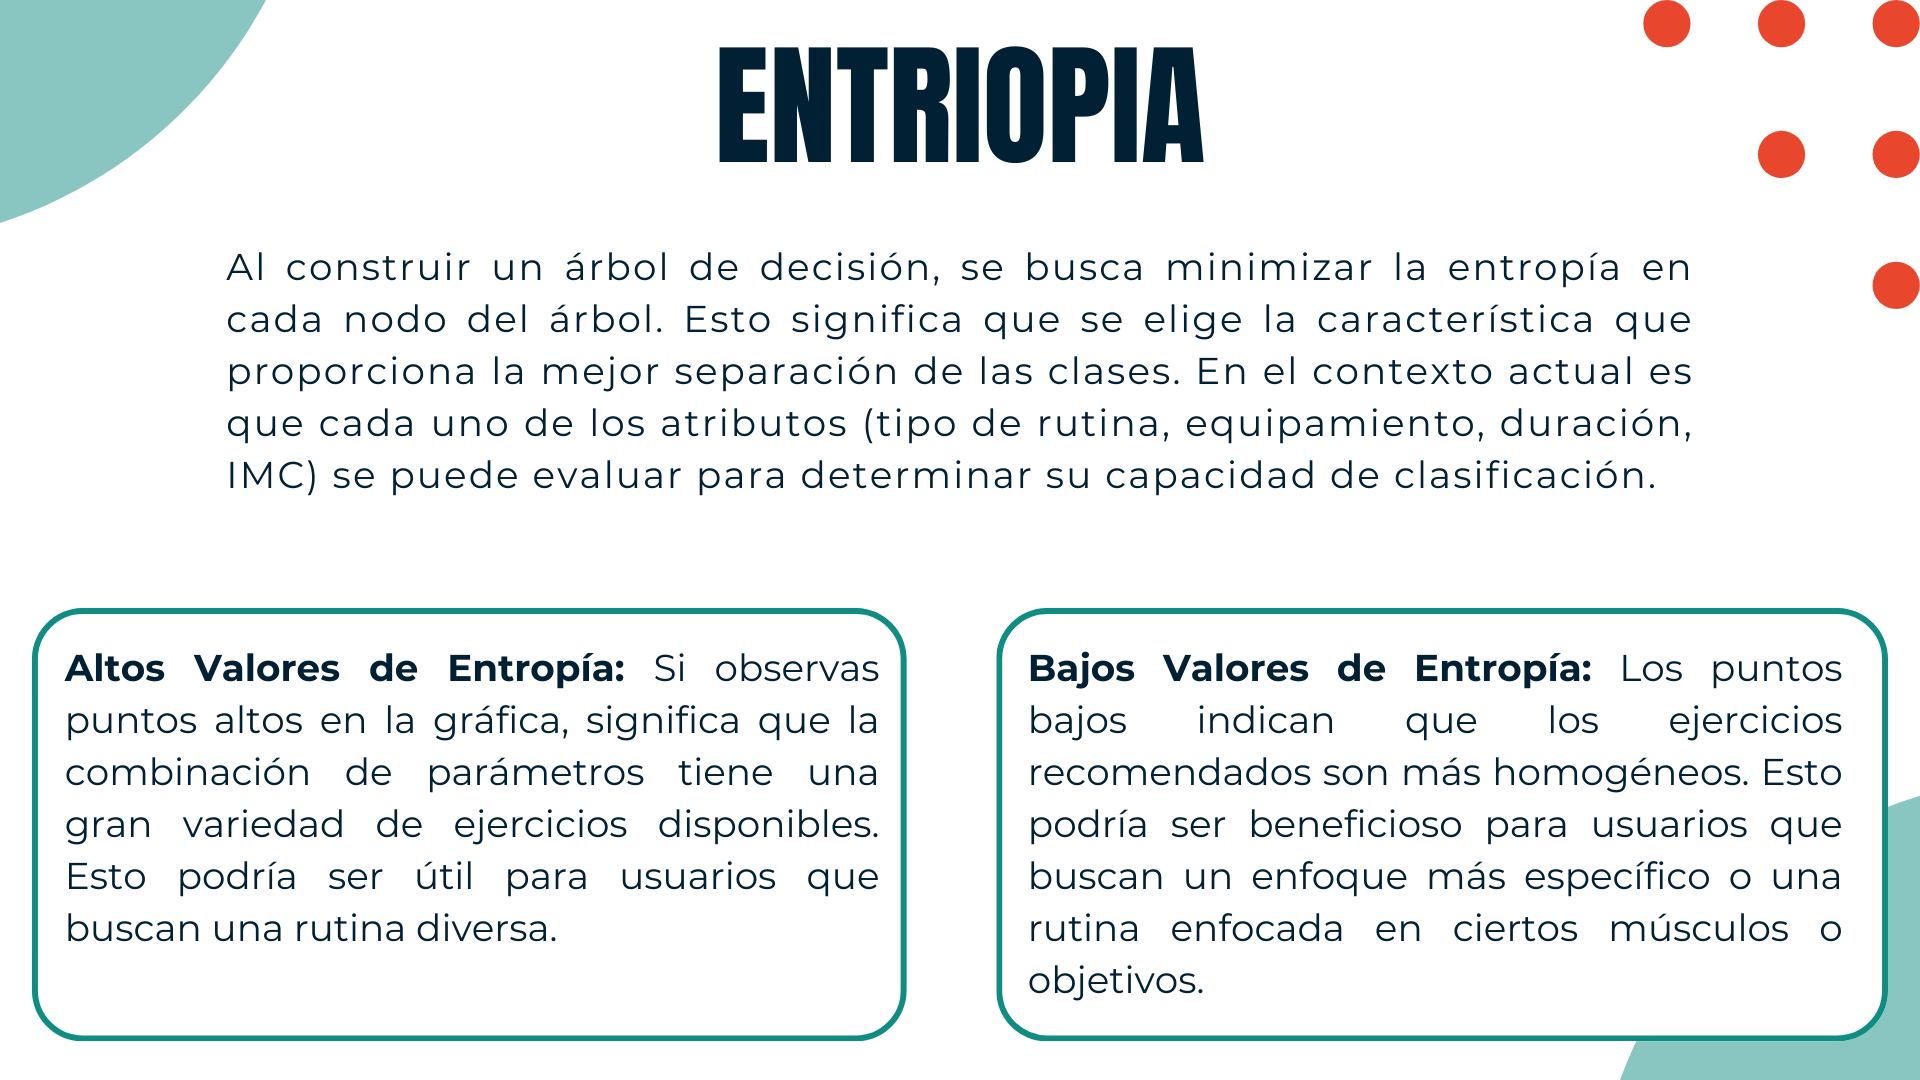 ENTRIOPIA
Al construir un árbol de decisión, se busca minimizar la entropía en
cada nodo del árbol. Esto significa que se elige la característica que
proporciona la mejor separación de las clases. En el contexto actual es
que cada uno de los atributos (tipo de rutina, equipamiento, duración,
IMC) se puede evaluar para determinar su capacidad de clasificación.
Altos Valores de Entropía: Si observas
puntos altos en la gráfica, significa que la
combinación de parámetros tiene una
gran variedad de ejercicios disponibles.
Esto podría ser útil para usuarios que
buscan una rutina diversa.
Bajos Valores de Entropía: Los puntos
bajos indican que los ejercicios
recomendados son más homogéneos. Esto
podría ser beneficioso para usuarios que
buscan un enfoque más específico o una
rutina enfocada en ciertos músculos o
objetivos.